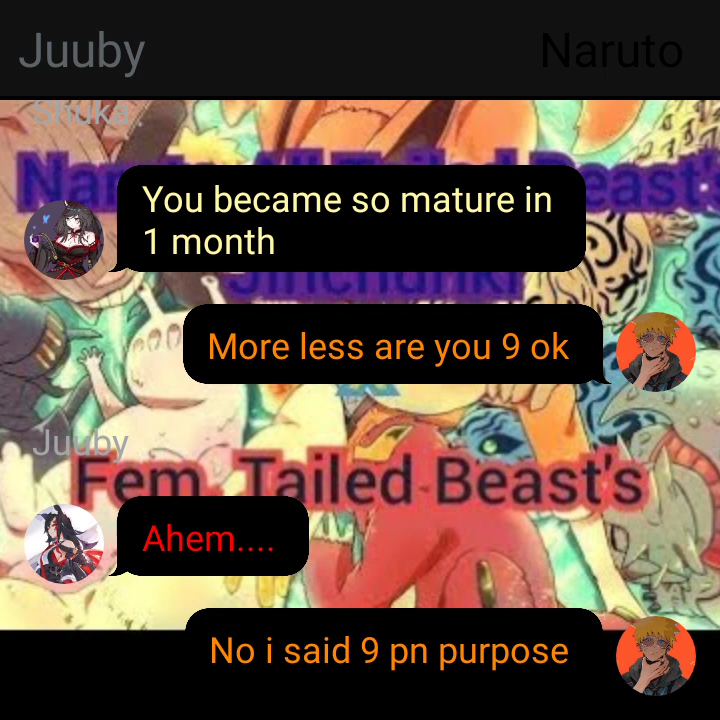 Juuby
Naruto
Shuka
You became so mature in
1 month
More less are you 9 ok
Juuby
Fem. Tailed Beast's
Ahem....
No i said 9 pn purpose